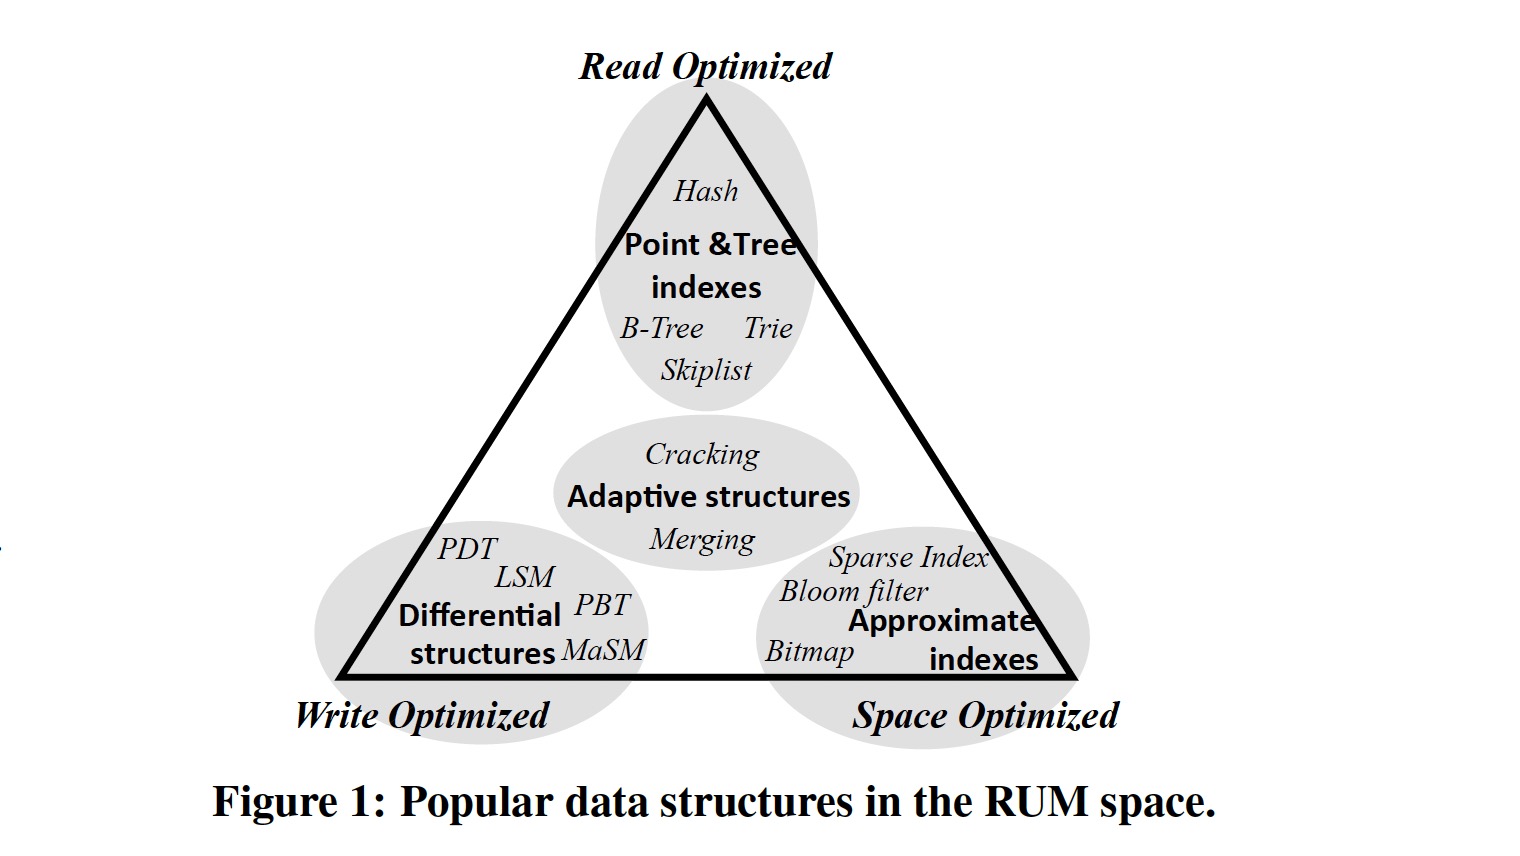 Read Optimized
Hash
Point &Tree
indexes
B-Tree Trie
Skiplist
Cracking
Adaptive structures
Merging
PDT
LSM
PBT
Differential
structures
MaSM
Sparse Index
Bloom filter
Approximate
Bitmap
indexes
Write Optimized
Space Optimized
Figure 1: Popular data structures in the RUM space.